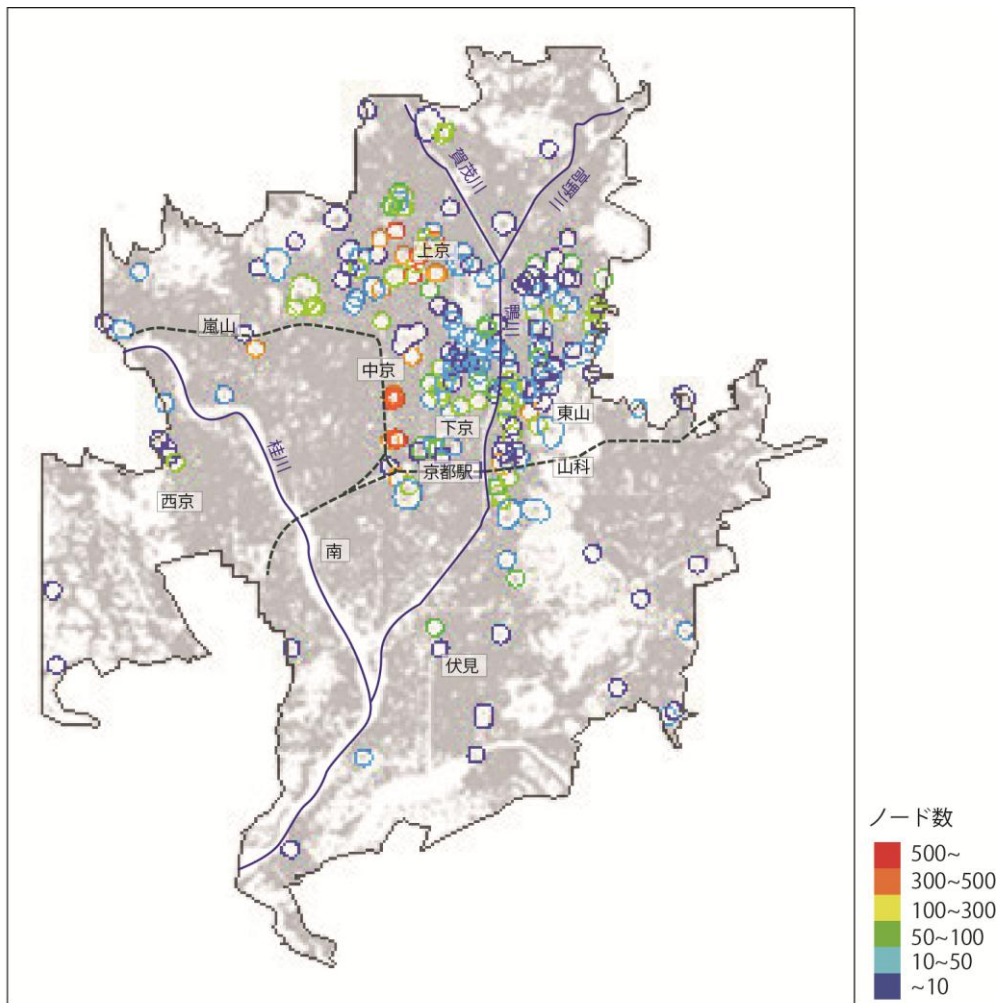 賀茂川
高野川
上京
鴨川
嵐山
中京
東山
下京
桂川
京都駅
山科
西京
南
伏見
ノード数
500~
300~500
100~300
50~100
10~50
~10